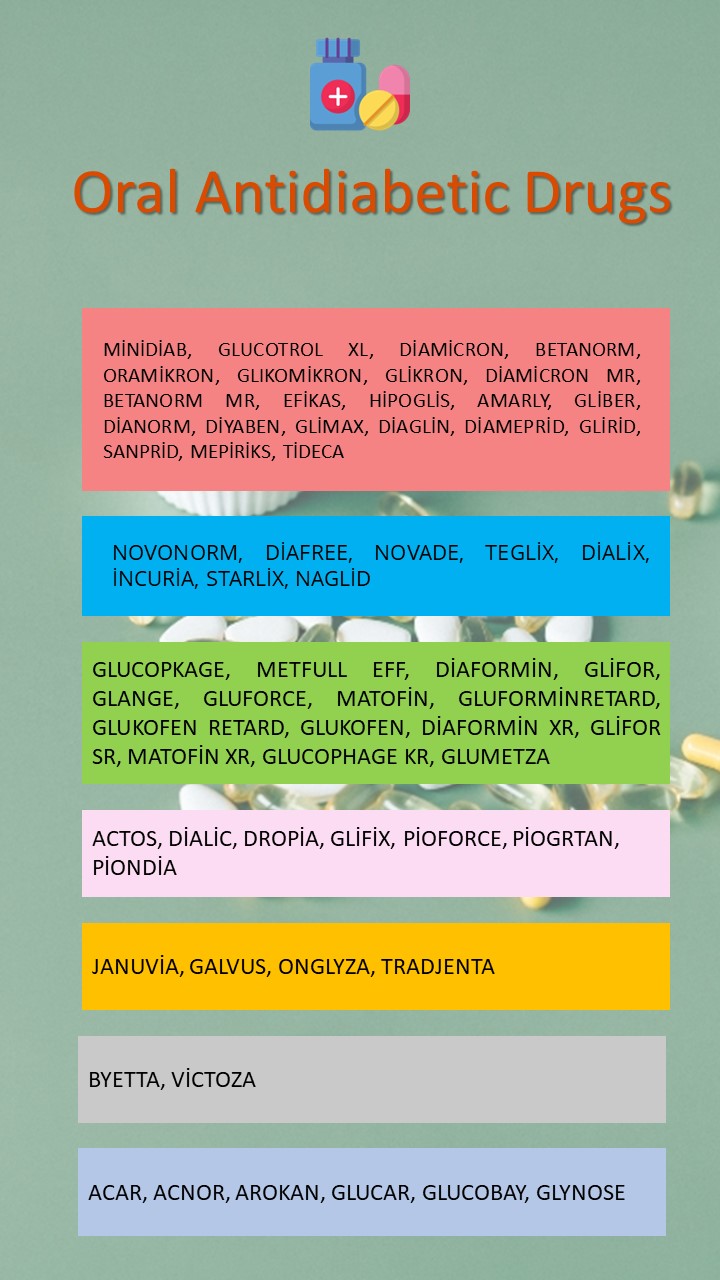 Oral Antidiabetic Drugs
MİNİDİAB, GLUCOTROL XL, DİAMİCRON, BETANORM,
ORAMİKRON, GLIKOMİKRON, GLİKRON, DİAMİCRON MR,
BETANORM MR, EFİKAS, HİPOGLİS, AMARLY, GLİBER,
DİANORM, DİYABEN, GLİMAX, DİAGLİN, DİAMEPRİD, GLİRİD,
SANPRİD, MEPİRİKS, TİDECA
NOVONORM, DİAFREE, NOVADE, TEGLİX, DİALİX,
İNCURİA, STARLİX, NAGLİD
GLUCOPKAGE, METFULL EFF, DİAFORMİN, GLİFOR,
GLANGE, GLUFORCE, MATOFİN, GLUFORMİNRETARD,
GLUKOFEN RETARD, GLUKOFEN, DİAFORMİN XR, GLİFOR
SR, MATOFİN XR, GLUCOPHAGE KR, GLUMETZA
ACTOS, DİALİC, DROPİA, GLİFİX, PİOFORCE, PİOGRTAN,
PİONDİA
JANUVİA, GALVUS, ONGLYZA, TRADJENTA
BYETTA, VİCTOZA
ACAR, ACNOR, AROKAN, GLUCAR, GLUCOBAY, GLYNOSE